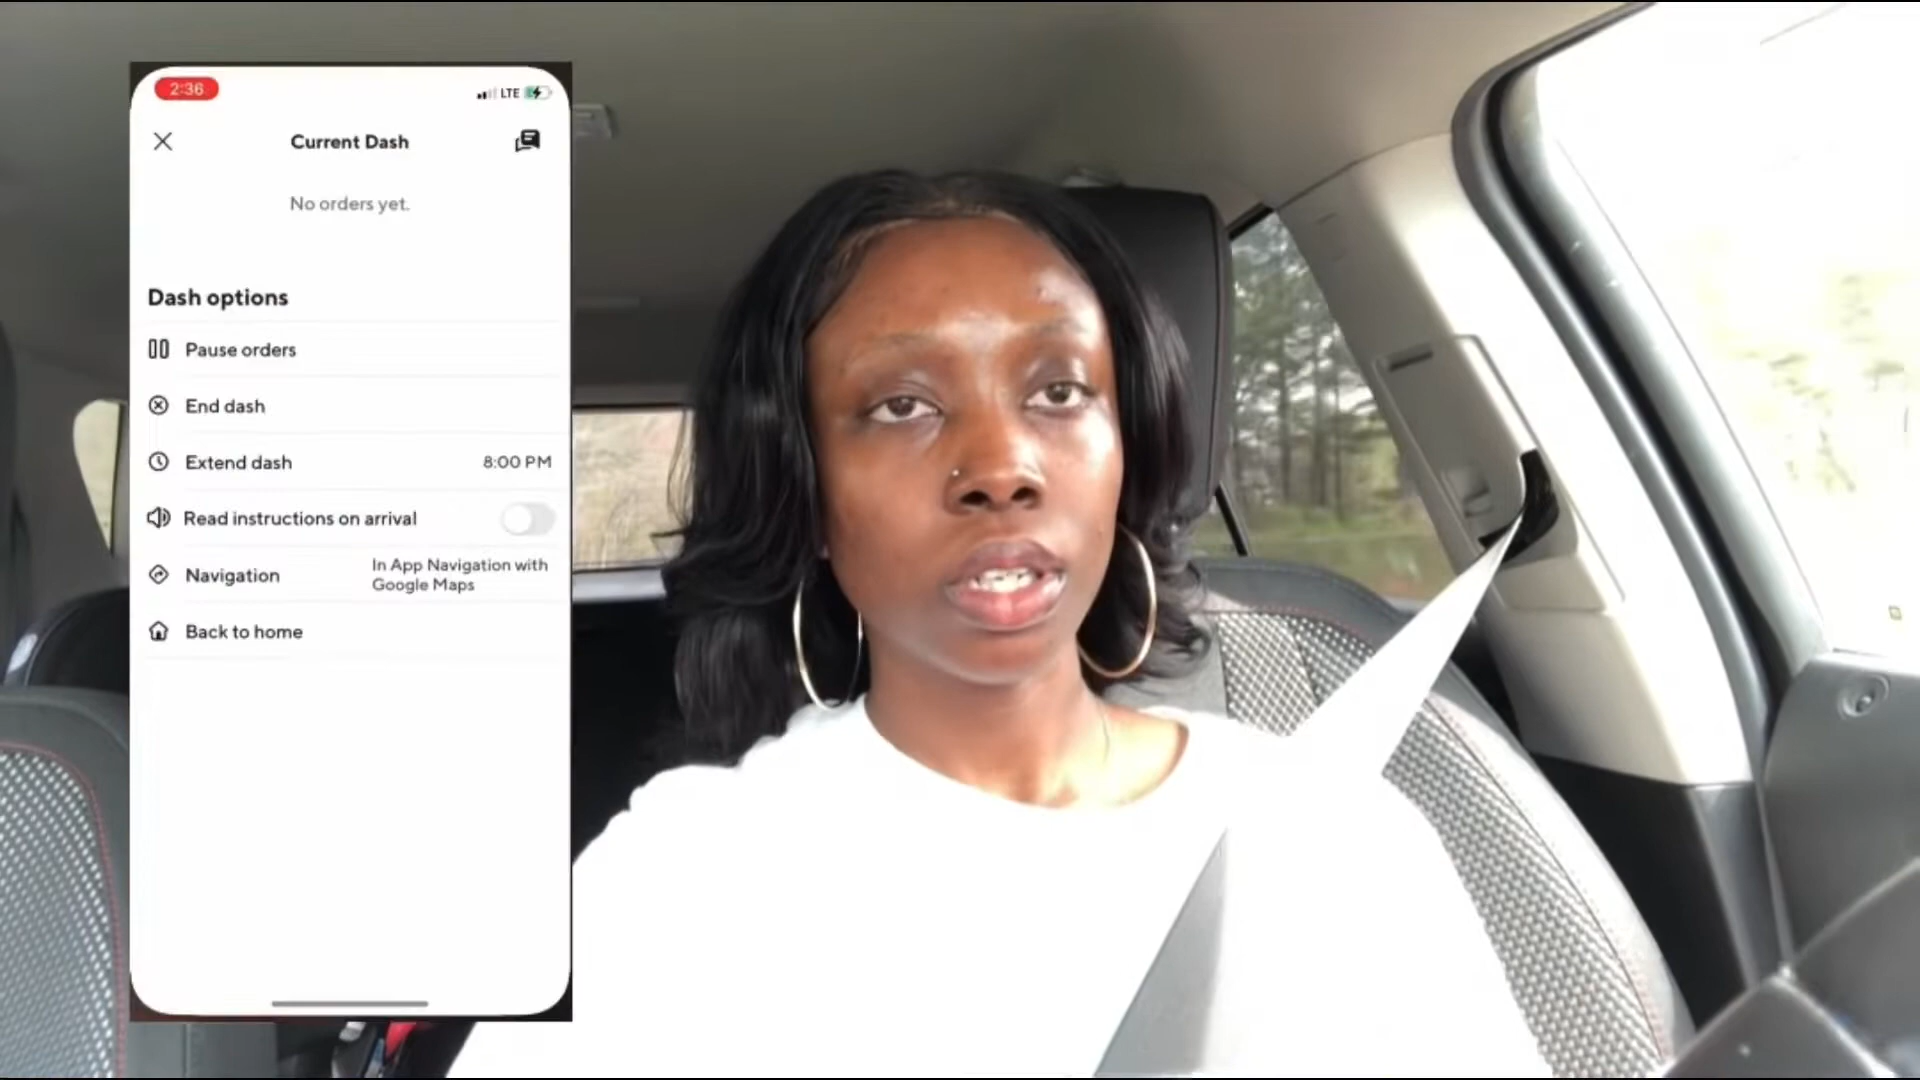 2:36
LTE
Current Dash
No orders yet.
Dash options
Pause orders
End dash
Extend dash 8:00 PM
Read instructions on arrival
Navigation In App Navigation with
Google Maps
Back to home